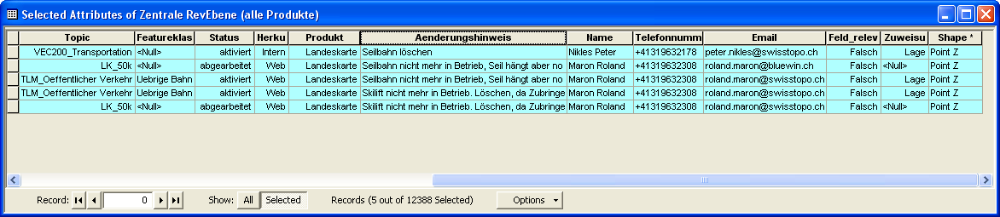 Selected Attributes of Zentrale RevEbene (alle Produkte)
Topic Featureklas Status Herku Produkt Aenderungshinweis Name Telefonnumm Email Feld_relev Zuweisu Shape *
VEC200_Transportation <Null> aktiviert Intern Landeskarte Seilbahn löschen Nikles Peter +41319632178 peter.nikles@swisstopo.ch Falsch Lage Point Z
LK_50k <Null> abgearbeitet Web Landeskarte Seilbahn nicht mehr in Betrieb, Seil hängt aber no Maron Roland +41319632308 roland.maron@bluewin.ch Falsch <Null> Point Z
TLM_Oeffentlicher Verkehr Uebrige Bahn aktiviert Web Landeskarte Seilbahn nicht mehr in Betrieb, Seil hängt aber no Maron Roland +41319632308 roland.maron@swisstopo.ch Falsch Lage Point Z
TLM_Oeffentlicher Verkehr Uebrige Bahn aktiviert Web Landeskarte Skilift nicht mehr in Betrieb. Löschen, da Zubringe Maron Roland +41319632308 roland.maron@swisstopo.ch Falsch Lage Point Z
LK_50k <Null> abgearbeitet Web Landeskarte Skilift nicht mehr in Betrieb. Löschen, da Zubringe Maron Roland +41319632308 roland.maron@swisstopo.ch Falsch <Null> Point Z
Record: 0 Show: All Selected Records (5 out of 12388 Selected) Options